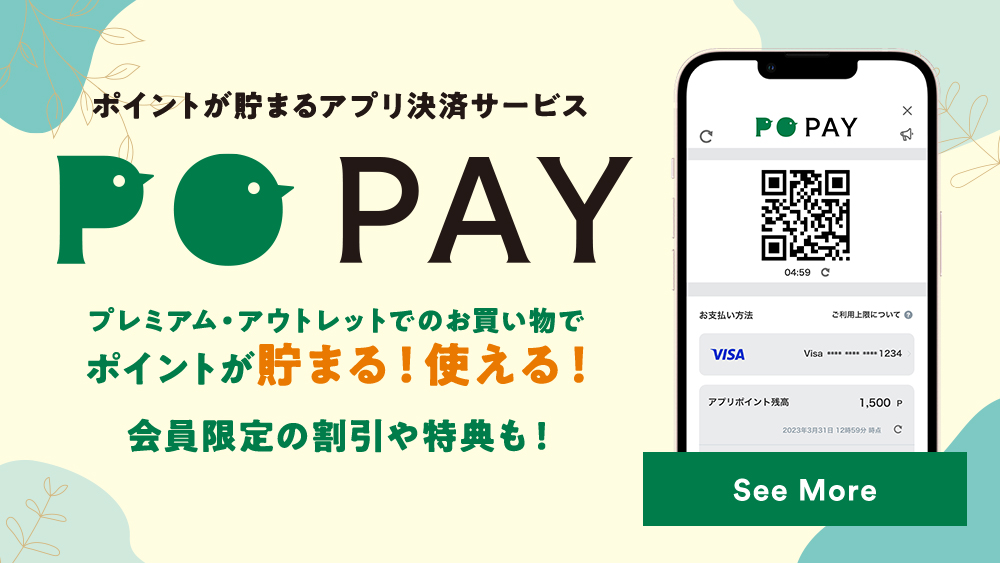 ポイントが貯まるアプリ決済サービス
PO PAY
プレミアム・アウトレットでのお買い物で
ポイントが貯まる！使える！
会員限定の割引や特典も！
PO PAY
04:59
お支払い方法
ご利用上限について ?
VISA
Visa •••• •••• •••• 1234
アプリポイント残高
1,500 P
2023年3月31日 12時59分 時点
See More